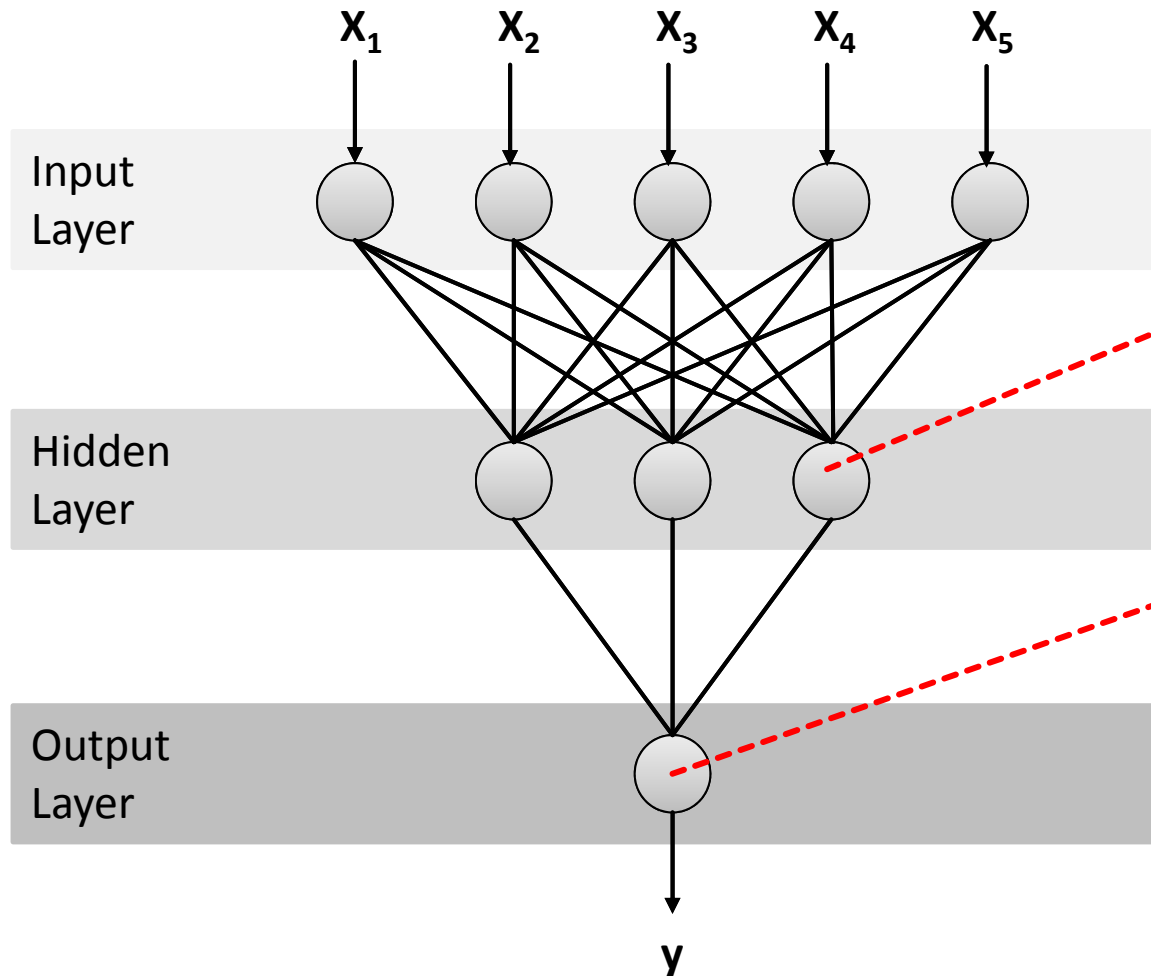 X₁ X₂ X₃ X₄ X₅
Input
Layer
Hidden
Layer
Output
Layer
y